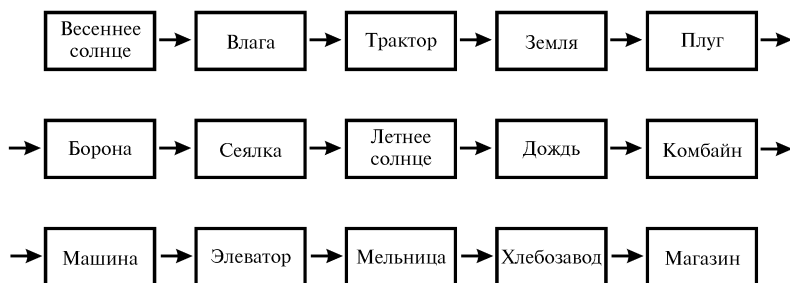 Весеннее
солнце
Влага
Трактор
Земля
Плуг
Борона
Сеялка
Летнее
солнце
Дождь
Комбайн
Машина
Элеватор
Мельница
Хлебозавод
Магазин